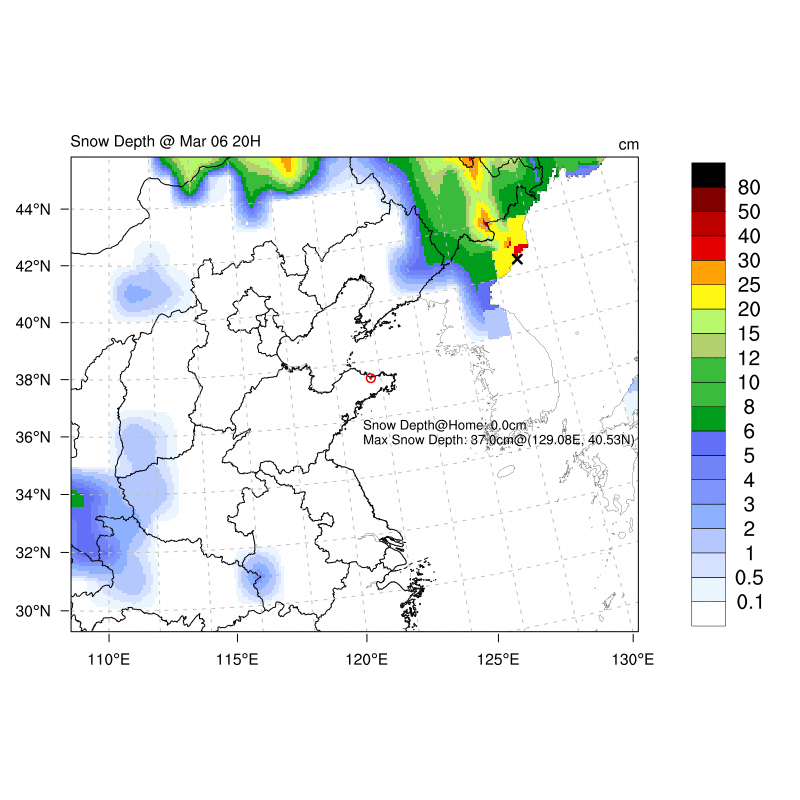 Snow Depth @ Mar 06 20H
cm
44°N
42°N
40°N
38°N
36°N
34°N
32°N
30°N
110°E
115°E
120°E
125°E
130°E
Snow Depth@Home: 0.0cm
Max Snow Depth: 37.0cm@(129.08E, 40.53N)
80
50
40
30
25
20
15
12
10
8
6
5
4
3
2
1
0.5
0.1